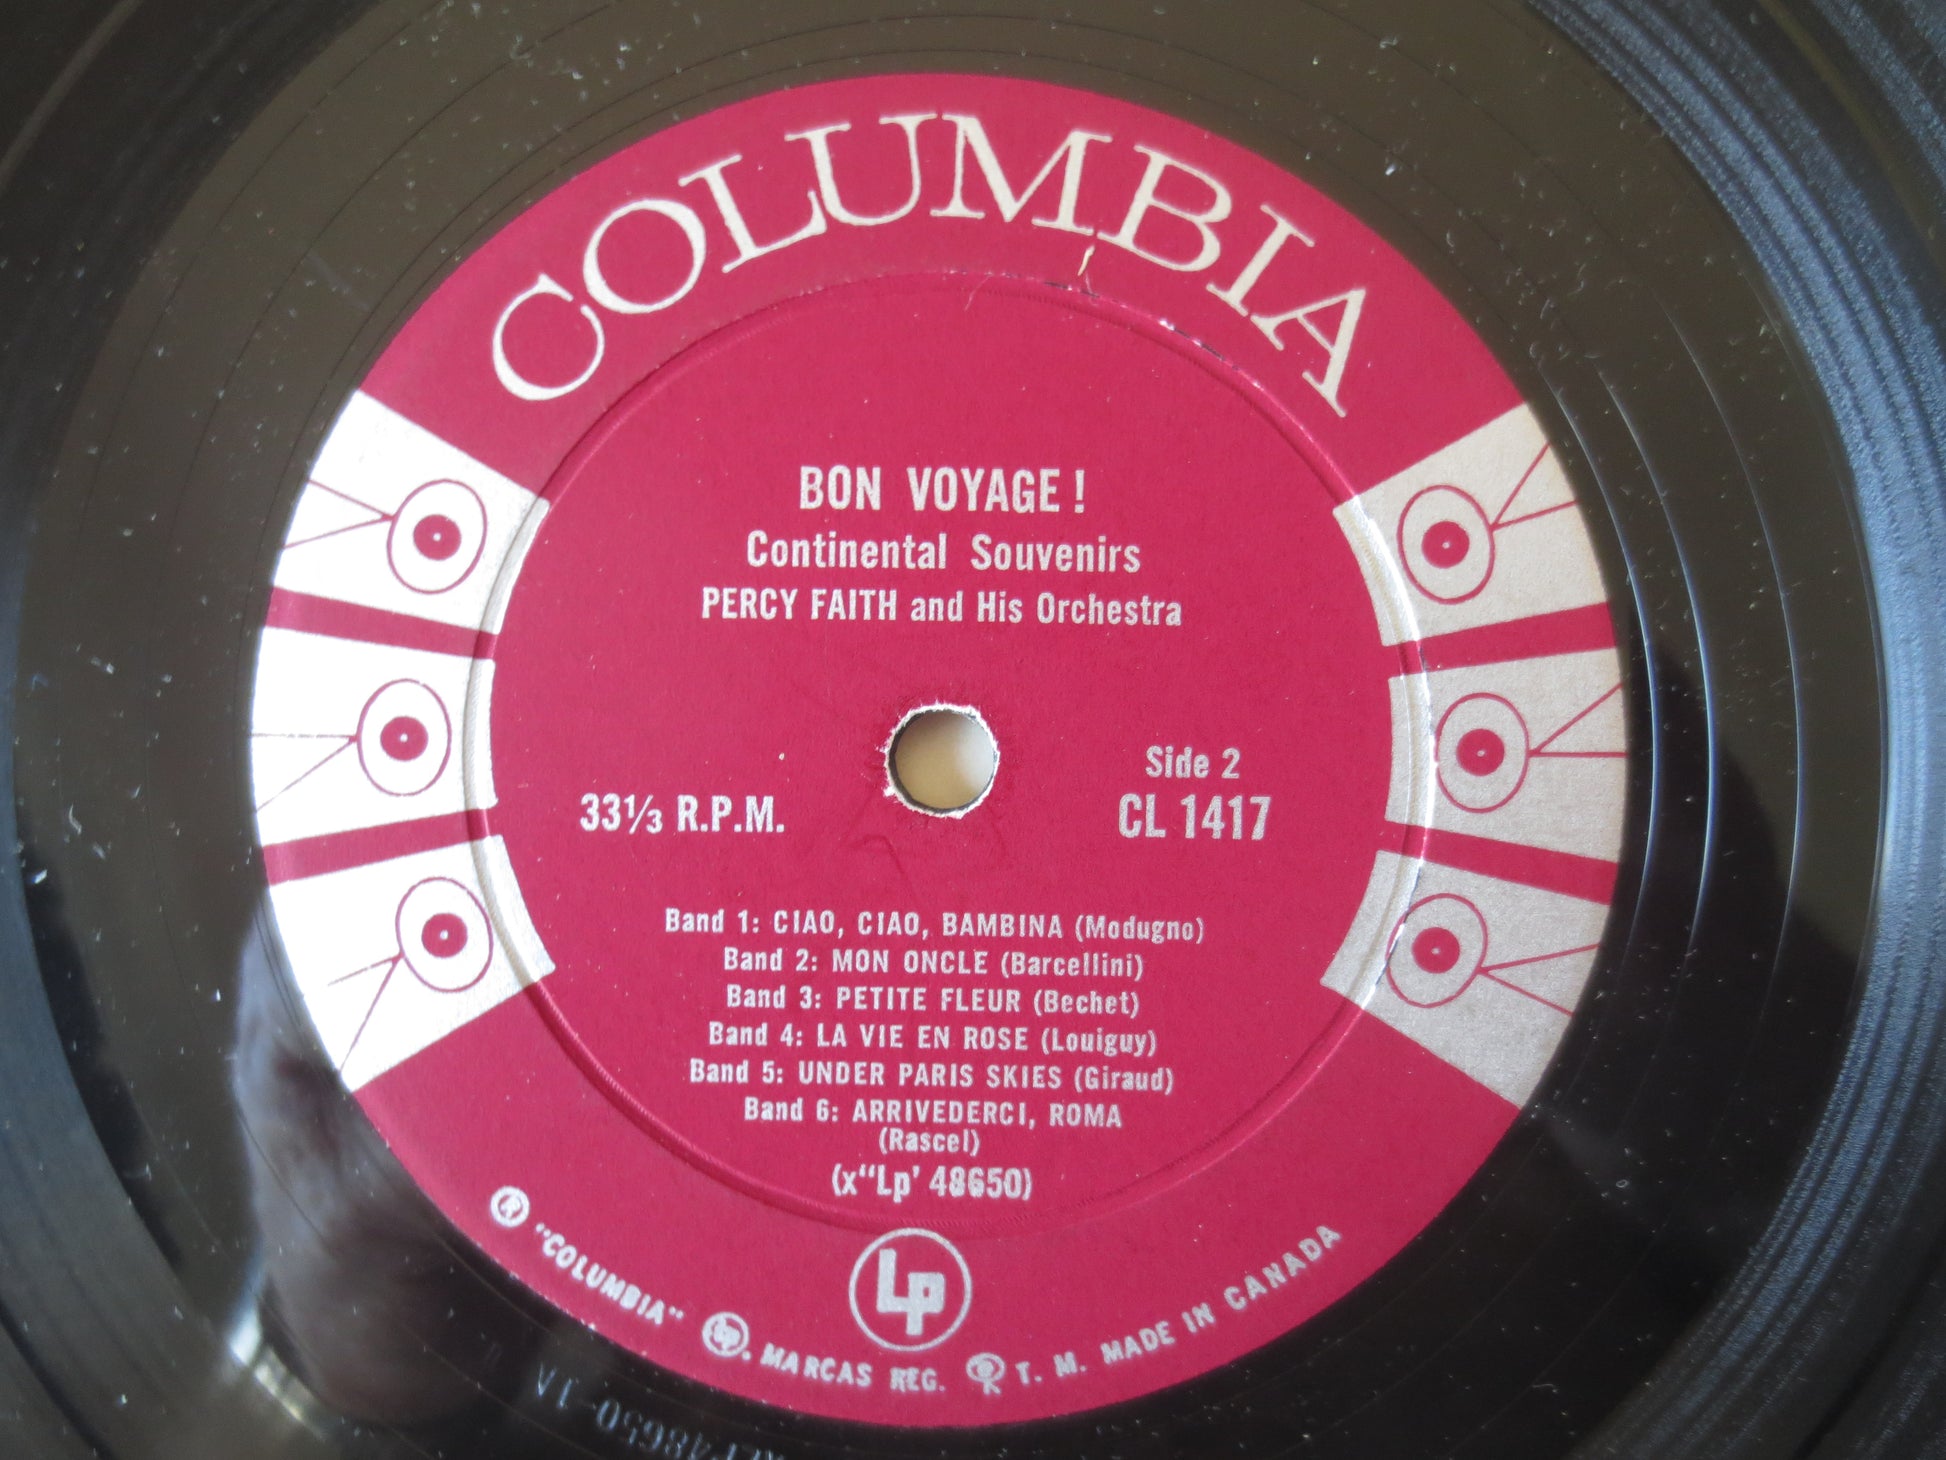 COLUMBIA
BON VOYAGE!
Continental Souvenirs
PERCY FAITH and His Orchestra
Side 2
33⅓ R.P.M.
CL 1417
Band 1: CIAO, CIAO, BAMBINA (Modugno)
Band 2: MON ONCLE (Barcellini)
Band 3: PETITE FLEUR (Bechet)
Band 4: LA VIE EN ROSE (Louiguy)
Band 5: UNDER PARIS SKIES (Giraud)
Band 6: ARRIVEDERCI, ROMA
(Rascel)
(x"Lp' 48650)
Lp
® "COLUMBIA" . MARCAS REG. T. M. MADE IN CANADA
48650-1A